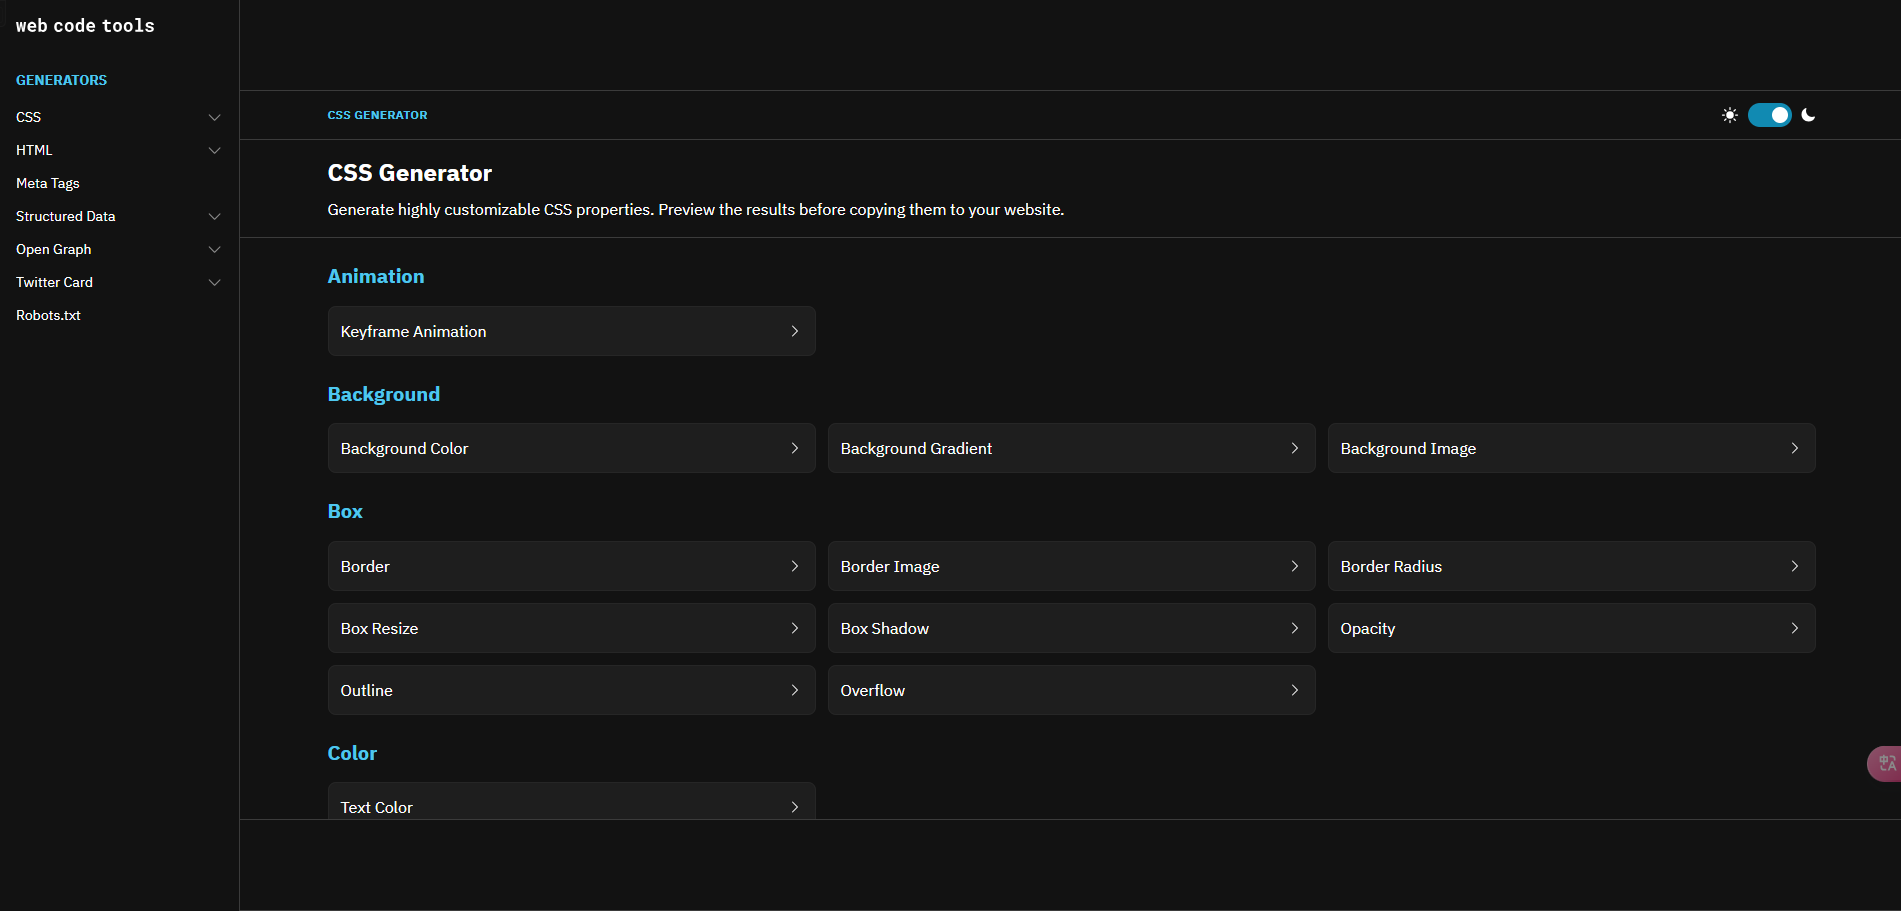 web code tools
GENERATORS
CSS
HTML
Meta Tags
Structured Data
Open Graph
Twitter Card
Robots.txt
CSS GENERATOR
CSS Generator
Generate highly customizable CSS properties. Preview the results before copying them to your website.
Animation
Keyframe Animation
Background
Background Color
Background Gradient
Background Image
Box
Border
Border Image
Border Radius
Box Resize
Box Shadow
Opacity
Outline
Overflow
Color
Text Color
中 A